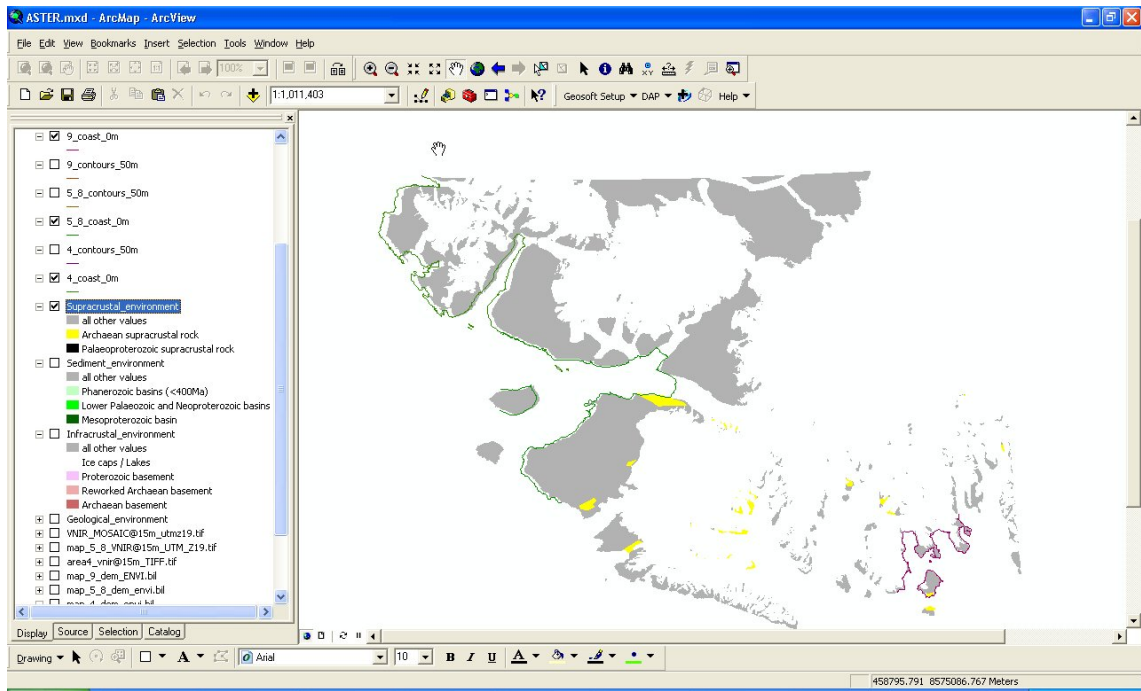 ASTER.mxd - ArcMap - ArcView
File Edit View Bookmarks Insert Selection Tools Window Help
100%
1:1,011,403
Geosoft Setup DAP Help
9_coast_0m
9_contours_50m
5_8_contours_50m
5_8_coast_0m
4_contours_50m
4_coast_0m
Supracrustal_environment
all other values
Archaean supracrustal rock
Palaeoproterozoic supracrustal rock
Sediment_environment
all other values
Phanerozoic basins (<400Ma)
Lower Palaeozoic and Neoproterozoic basins
Mesoproterozoic basin
Infracrustal_environment
all other values
Ice caps / Lakes
Proterozoic basement
Reworked Archaean basement
Archaean basement
Geological_environment
VNIR_MOSAIC@15m_utmz19.tif
map_5_8_VNIR@15m_UTM_Z19.tif
area4_vnir@15m_TIFF.tif
map_9_dem_ENVI.bil
map_5_8_dem_envi.bil
map_4_dem_envi.bil
Display Source Selection Catalog
Drawing A Arial 10 B I U A
458795.791 8575086.767 Meters